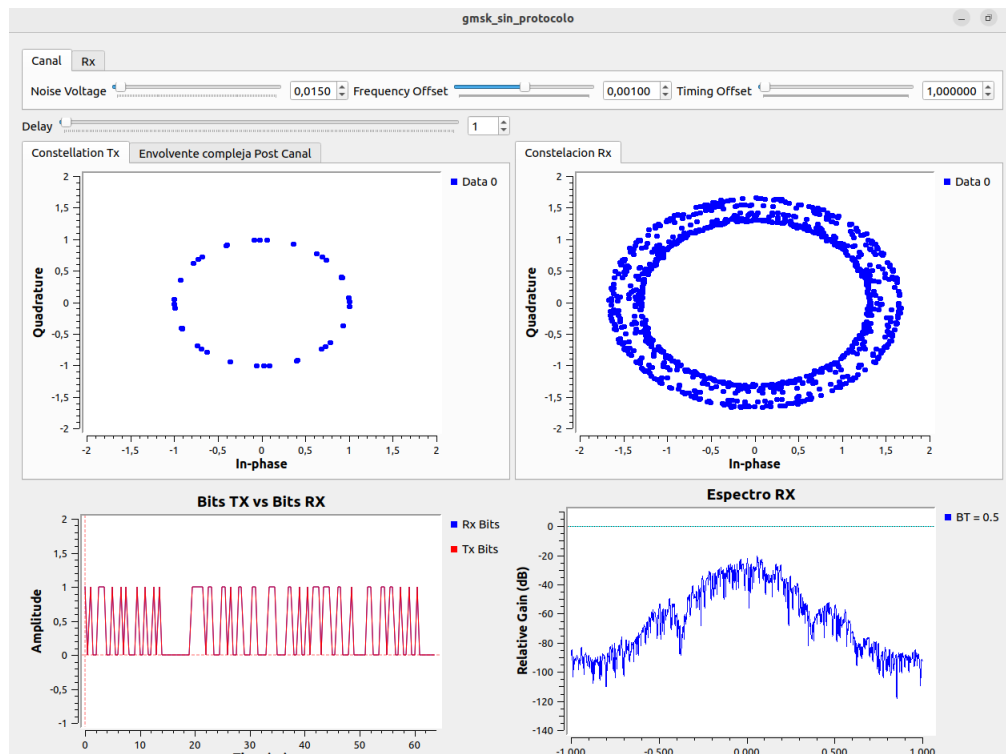 gmsk_sin_protocolo
Canal Rx
Noise Voltage 0,0150 Frequency Offset 0,00100 Timing Offset 1,000000
Delay 1
Constellation Tx Envolvente compleja Post Canal
2
1,5
1
0,5
0
-0,5
-1
-1,5
-2
Quadrature
-2 -1,5 -1 0,5 0 0,5 1 1,5 2
In-phase
Data 0
Constelacion Rx
2
1,5
1
0,5
0
-0,5
-1
-1,5
-2
Quadrature
-2 -1,5 -1 0,5 0 0,5 1 1,5 2
In-phase
Data 0
Bits TX vs Bits RX
2
1,5
1
0,5
0
-0,5
-1
Amplitude
0 10 20 30 40 50 60
Rx Bits
Tx Bits
Espectro RX
0
-20
-40
-60
-80
-100
-120
-140
Relative Gain (dB)
-1.000 -0.500 0.000 0.500 1.000
BT = 0.5